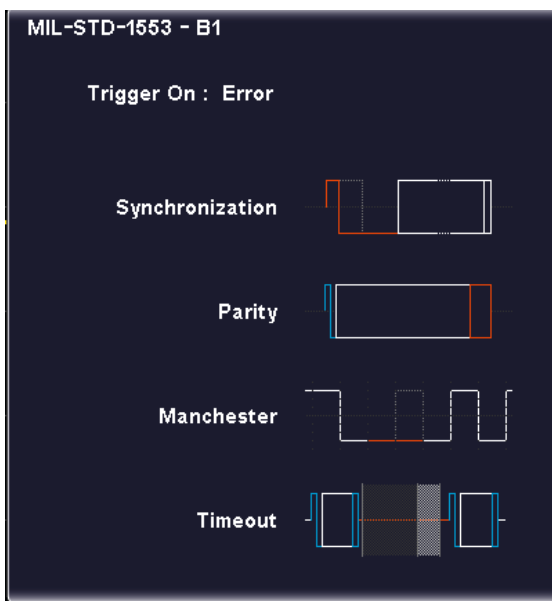 MIL-STD-1553 - B1
Trigger On : Error
Synchronization
Parity
Manchester
Timeout